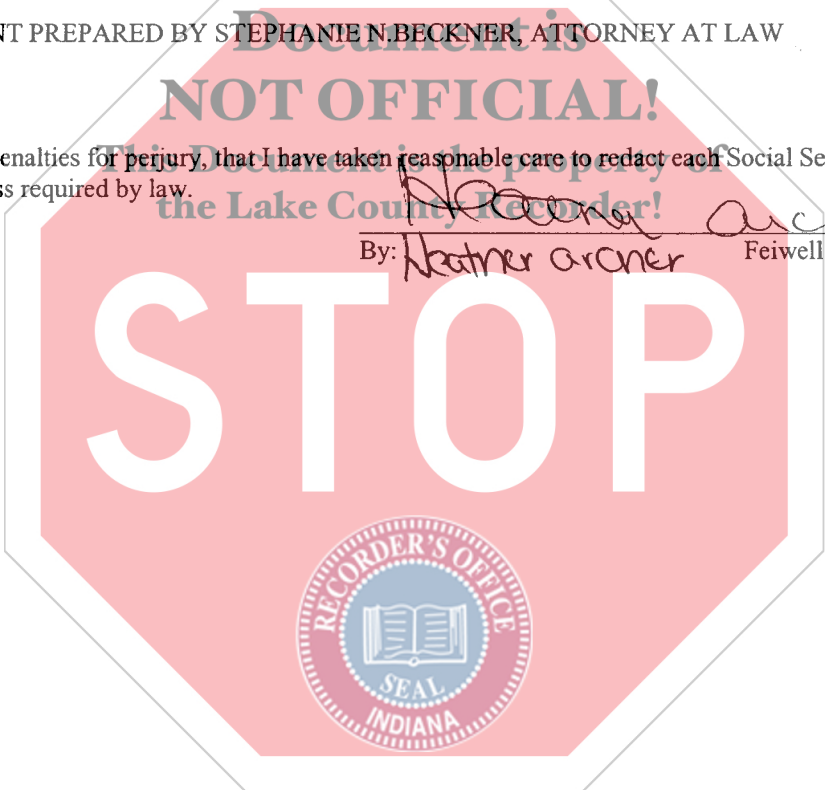 NT PREPARED BY STEPHANIE N.BECKNER, ATTORNEY AT LAW
Document is
NOT OFFICIAL!
enalties for perjury, that I have taken reasonable care to redact each Social Se
This Document is the property of
s required by law.
the Lake County Recorder!
By: Heather archer Feiwell
STOP
RECORDER'S OFFICE
SEAL
INDIANA